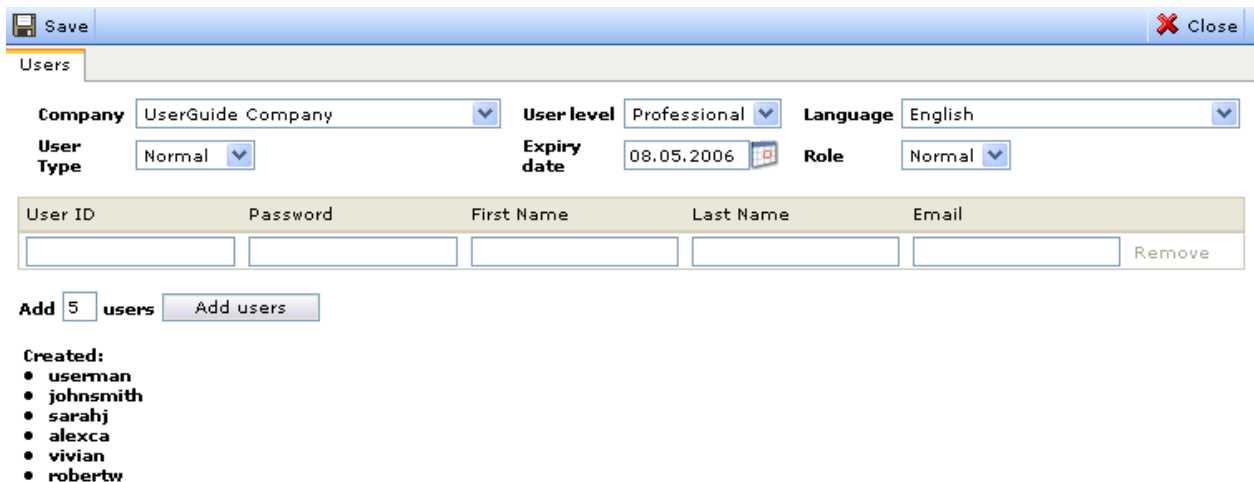 Save Close
Users
Company UserGuide Company User level Professional Language English
User Type Normal Expiry date 08.05.2006 Role Normal
User ID Password First Name Last Name Email
Remove
Add 5 users Add users
Created:
• userman
• johnsmith
• sarahj
• alexca
• vivian
• robertw